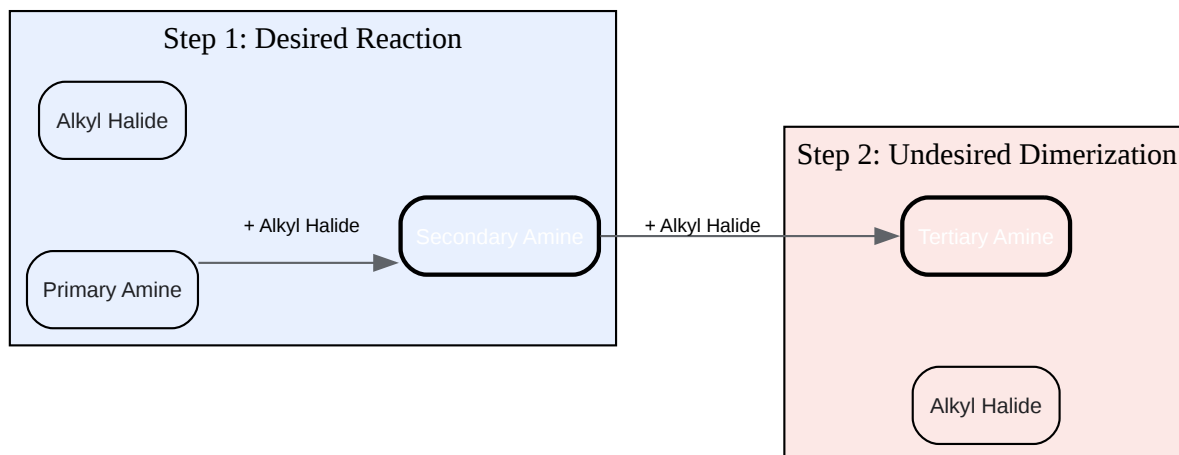 Step 1: Desired Reaction
Alkyl Halide
Primary Amine
+ Alkyl Halide
Secondary Amine
+ Alkyl Halide
Step 2: Undesired Dimerization
Tertiary Amine
Alkyl Halide